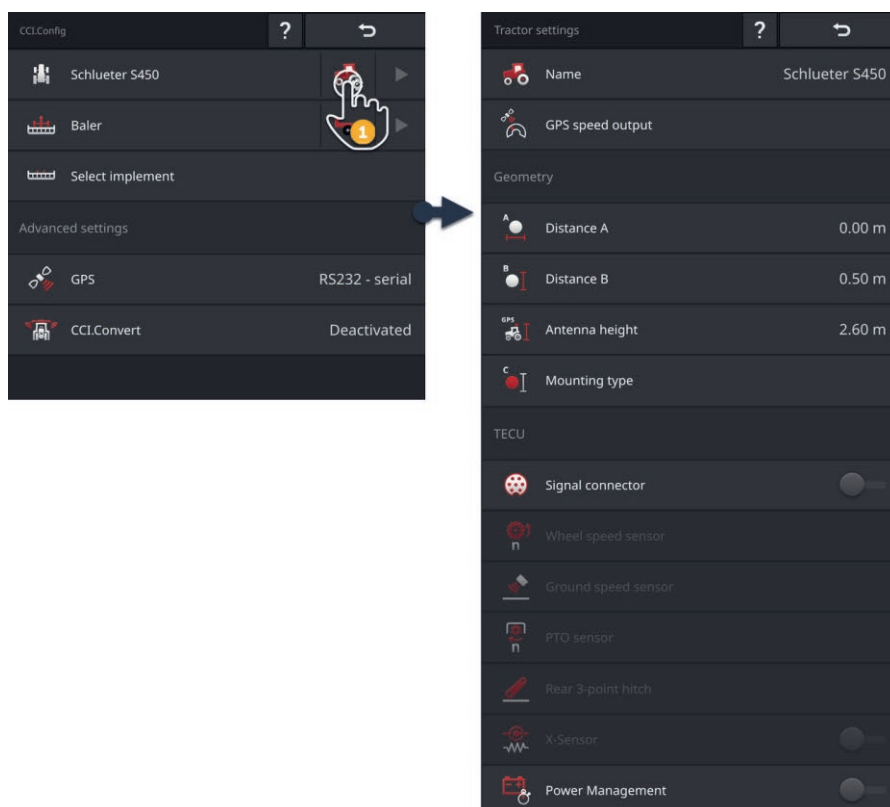 CCI.Config
?
Schlueter S450
Baler
1
Select implement
Advanced settings
GPS RS232 - serial
CCI.Convert Deactivated
Tractor settings
?
Name Schlueter S450
GPS speed output
Geometry
A
Distance A 0.00 m
B
Distance B 0.50 m
GPS
Antenna height 2.60 m
C
Mounting type
TECU
Signal connector
n
Wheel speed sensor
Ground speed sensor
n
PTO sensor
Rear 3-point hitch
X-Sensor
Power Management